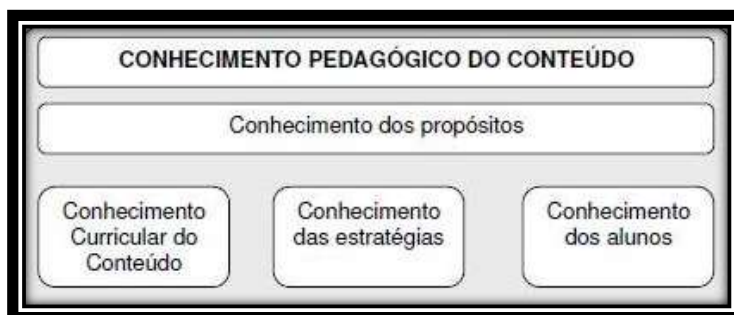 CONHECIMENTO PEDAGÓGICO DO CONTEÚDO
Conhecimento dos propósitos
Conhecimento
Curricular do
Conteúdo
Conhecimento
das estratégias
Conhecimento
dos alunos